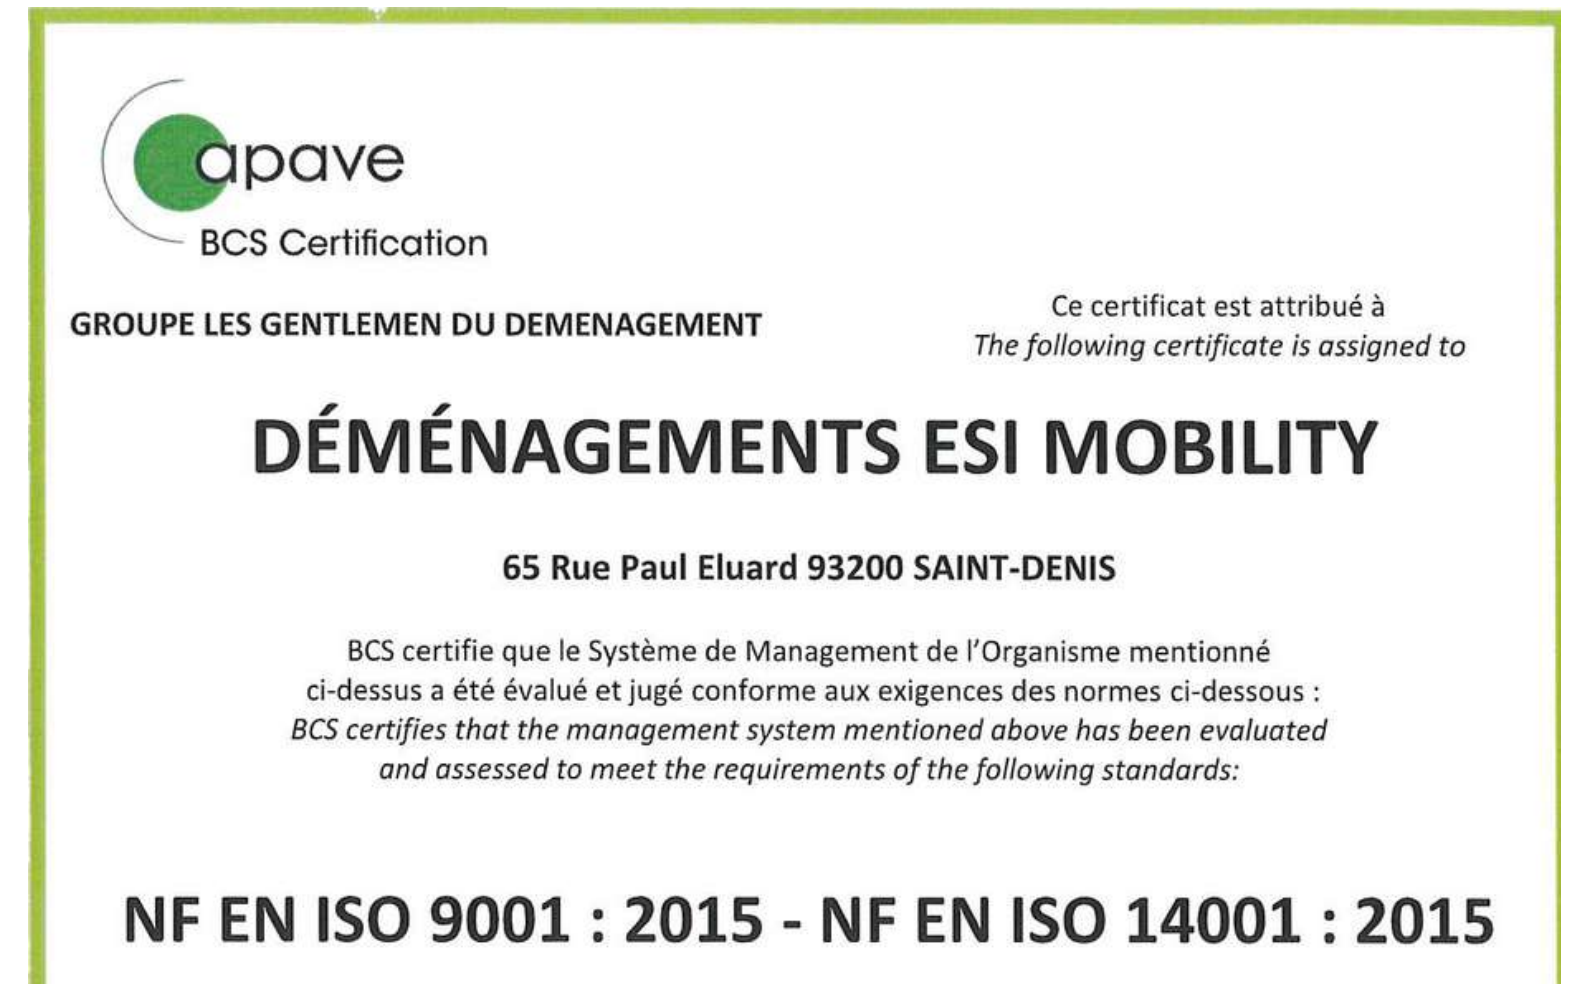 apave
BCS Certification
GROUPE LES GENTLEMEN DU DEMENAGEMENT
Ce certificat est attribué à
The following certificate is assigned to
DÉMÉNAGEMENTS ESI MOBILITY
65 Rue Paul Eluard 93200 SAINT-DENIS
BCS certifie que le Système de Management de l'Organisme mentionné
ci-dessus a été évalué et jugé conforme aux exigences des normes ci-dessous :
BCS certifies that the management system mentioned above has been evaluated
and assessed to meet the requirements of the following standards:
NF EN ISO 9001 : 2015 - NF EN ISO 14001 : 2015